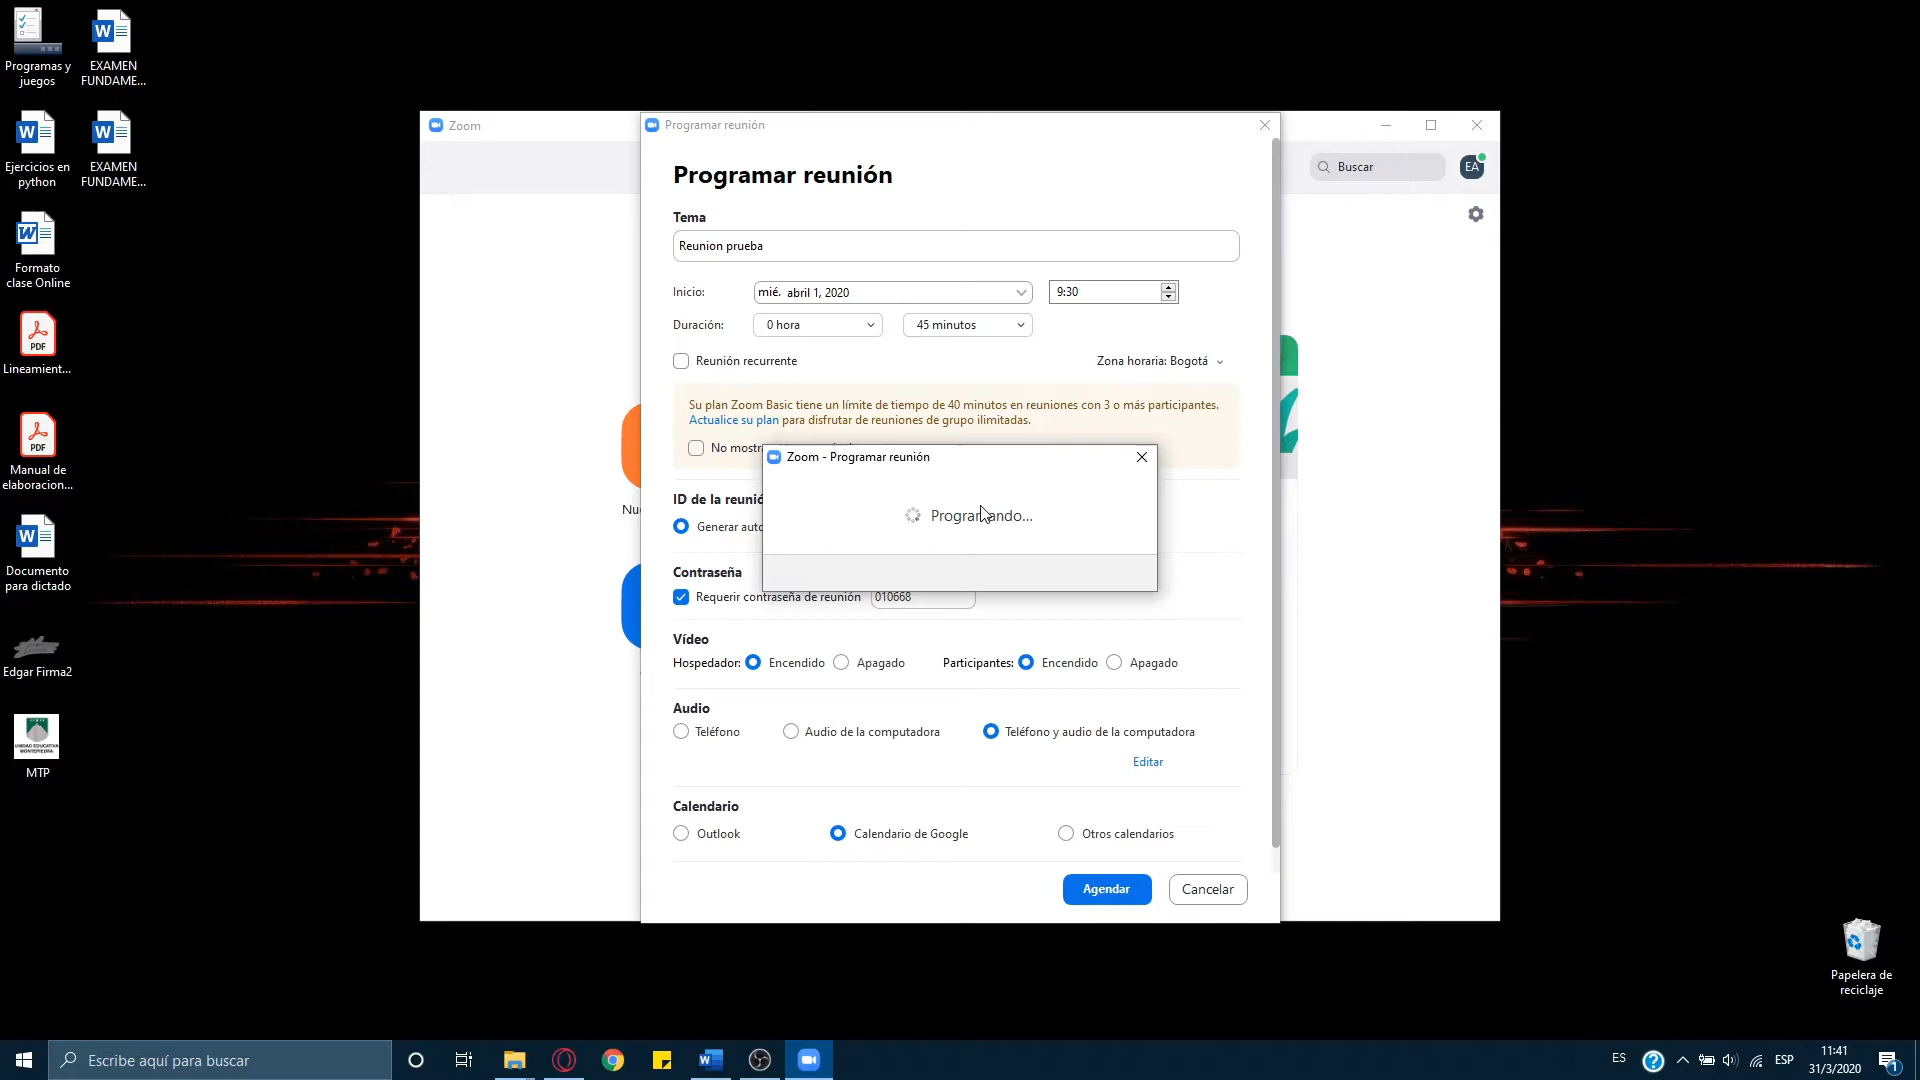 Programas y
juegos
EXAMEN
FUNDAME...
Ejercicios en
python
EXAMEN
FUNDAME...
Formato
clase Online
PDF
Lineamient...
PDF
Manual de
elaboracion...
Documento
para dictado
Edgar Firma2
UNIDAD EDUCATIVA
MONTEPIEDRA
MTP
Zoom
Programar reunión
Buscar
EA
Programar reunión
Tema
Reunion prueba
Inicio:
mié. abril 1, 2020
9:30
Duración:
0 hora
45 minutos
Reunión recurrente
Zona horaria: Bogotá
Su plan Zoom Basic tiene un límite de tiempo de 40 minutos en reuniones con 3 o más participantes.
Actualice su plan para disfrutar de reuniones de grupo ilimitadas.
No mostr
Zoom - Programar reunión
Programando...
ID de la reunió
Generar auto
Nu
Contraseña
Requerir contraseña de reunión
010668
Vídeo
Hospedador:
Encendido
Apagado
Participantes:
Encendido
Apagado
Audio
Teléfono
Audio de la computadora
Teléfono y audio de la computadora
Editar
Calendario
Outlook
Calendario de Google
Otros calendarios
Agendar
Cancelar
Papelera de
reciclaje
Escribe aquí para buscar
ES
ESP
11:41
31/3/2020
1